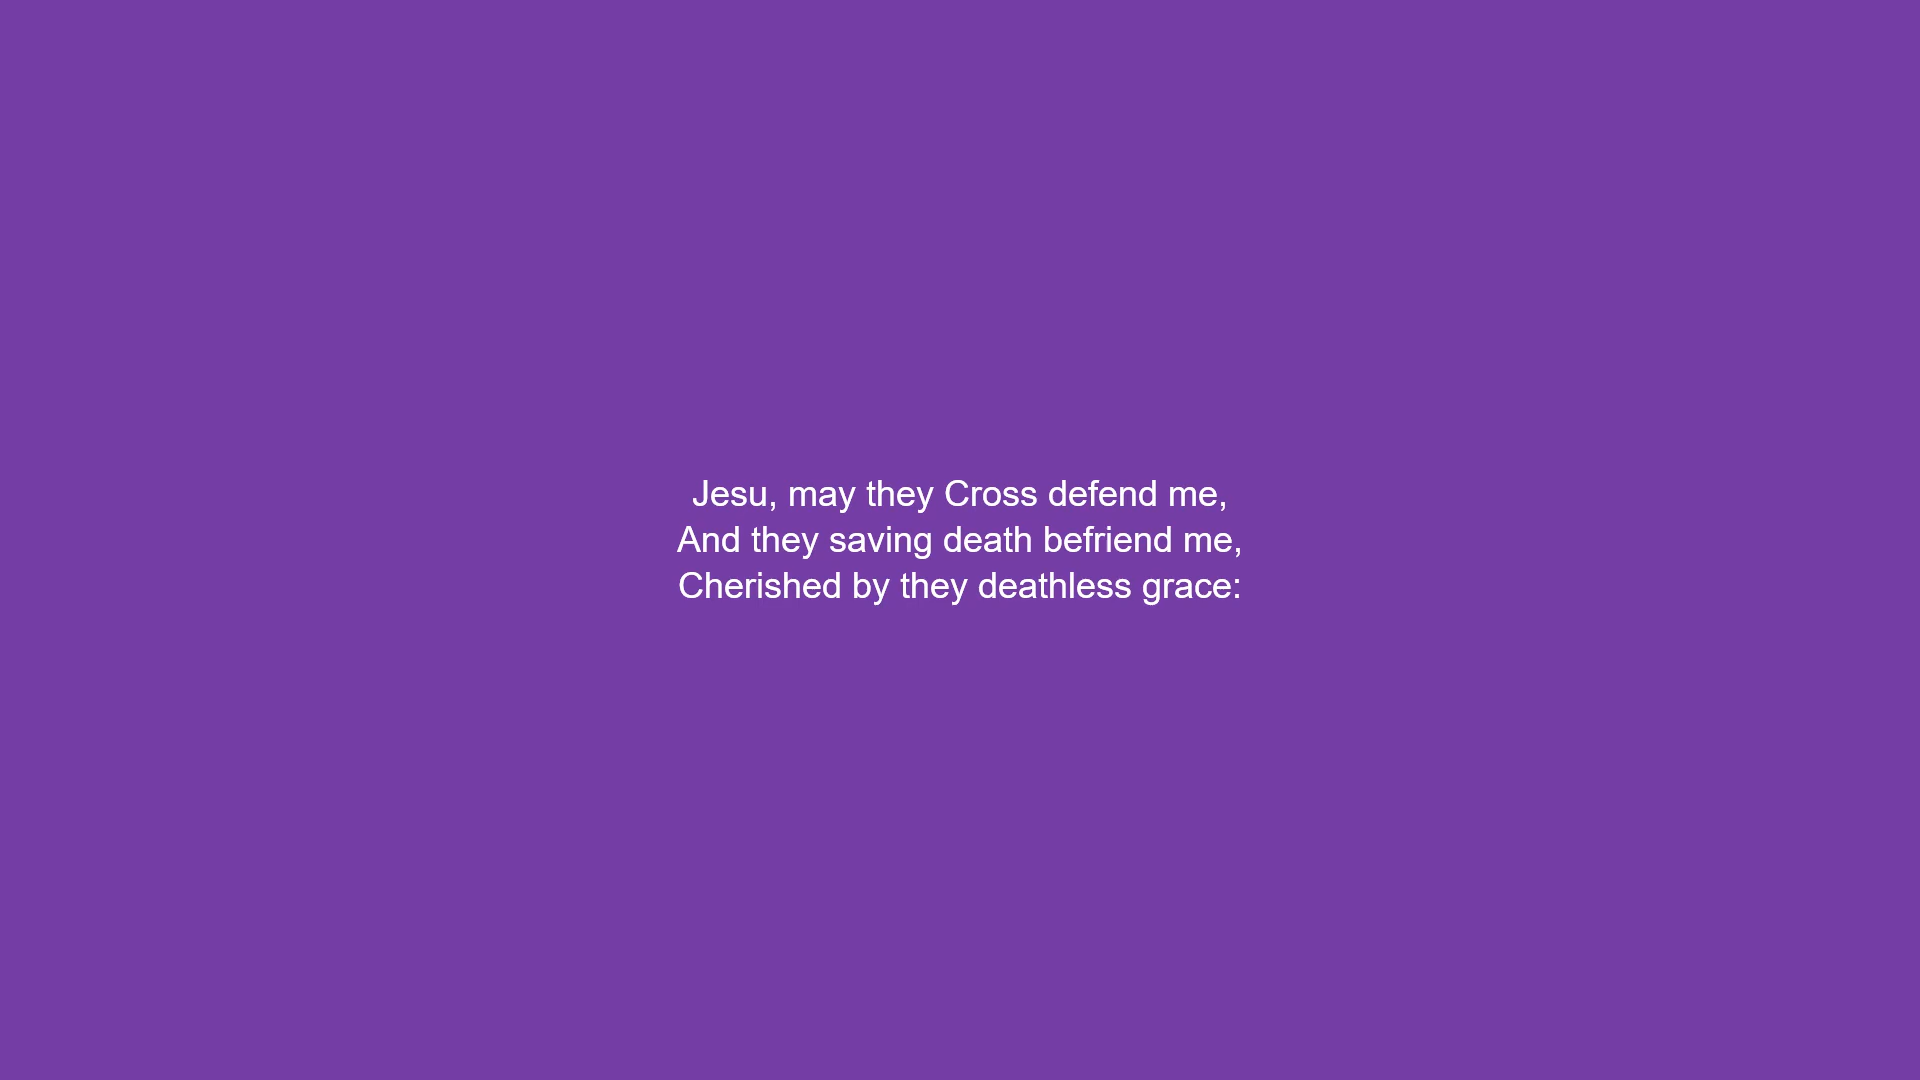 Jesu, may they Cross defend me,
And they saving death befriend me,
Cherished by they deathless grace: